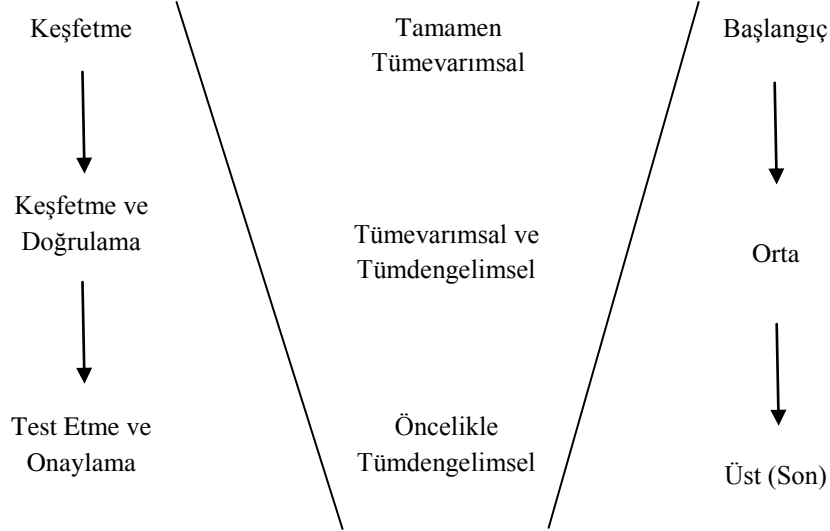 Keşfetme
Tamamen
Tümevarımsal
Başlangıç
Keşfetme ve
Doğrulama
Tümevarımsal ve
Tümdengelimsel
Orta
Test Etme ve
Onaylama
Öncelikle
Tümdengelimsel
Üst (Son)